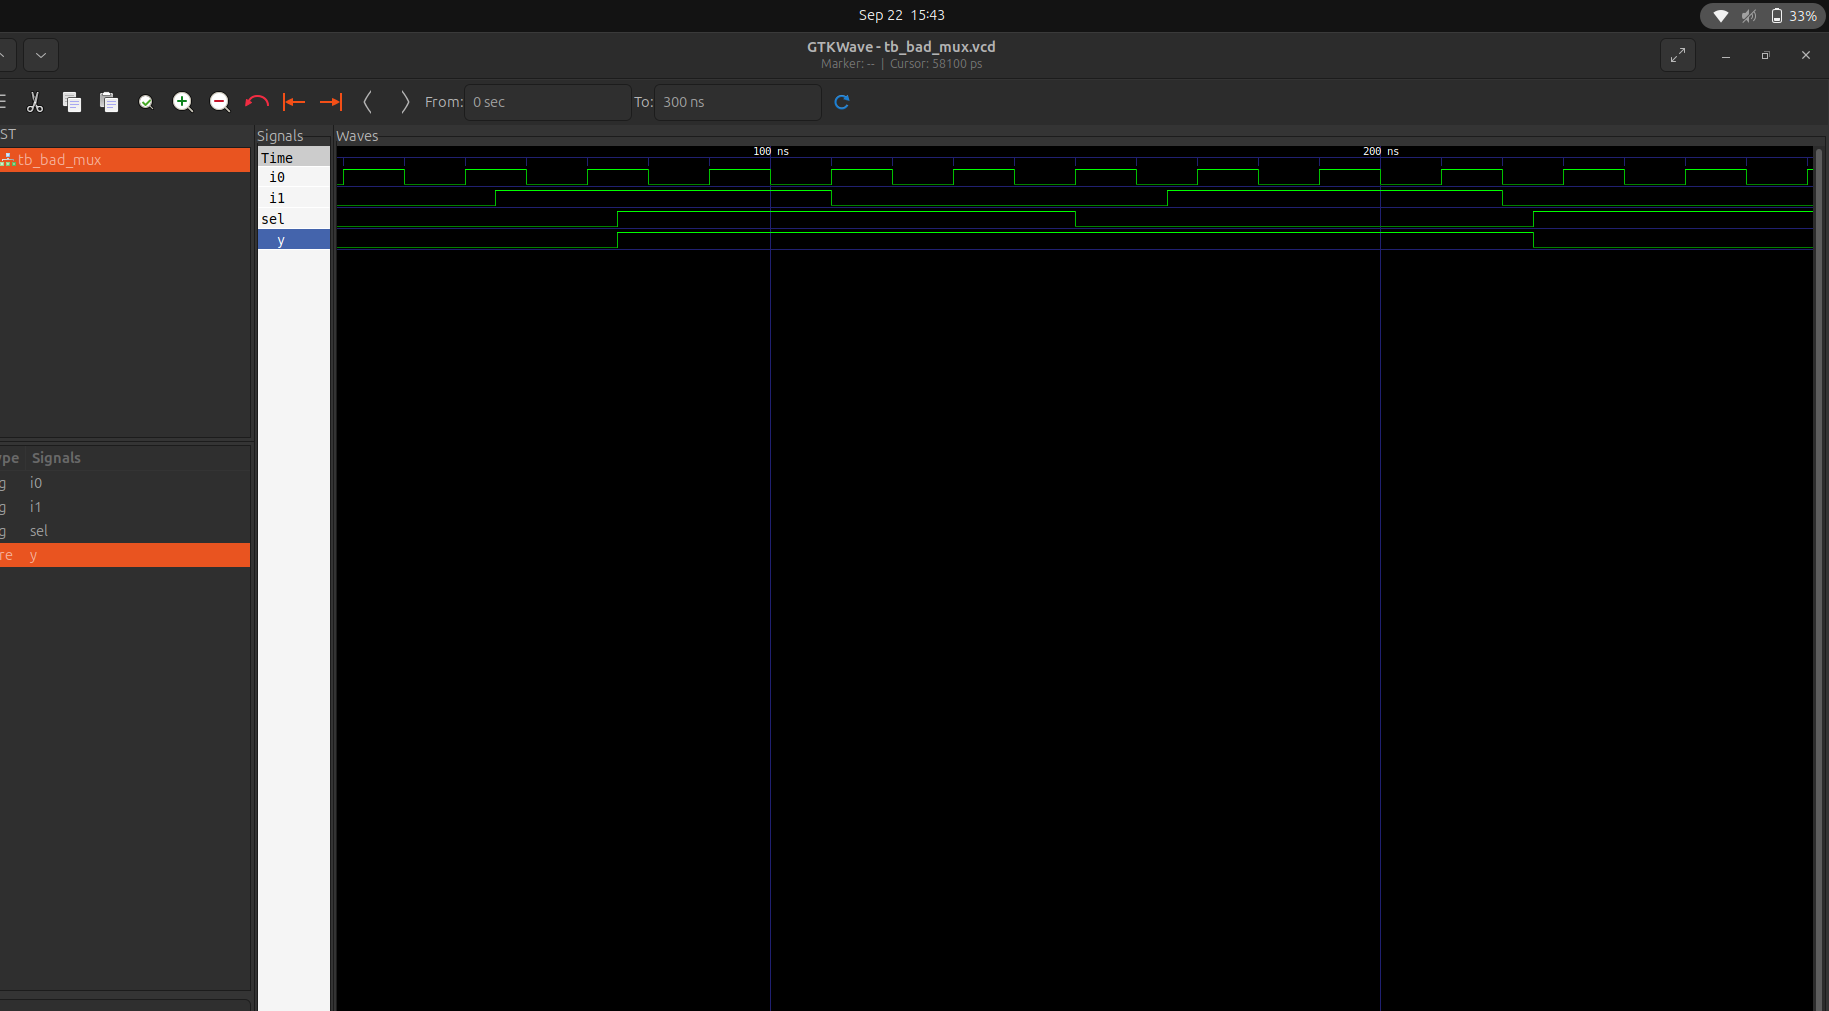 Sep 22 15:43
33%
GTKWave - tb_bad_mux.vcd
Marker: -- | Cursor: 58100 ps
From: 0 sec To: 300 ns
ST
tb_bad_mux
Signals
Time
i0
i1
sel
y
Waves
100 ns 200 ns
ype Signals
g i0
g i1
g sel
re y